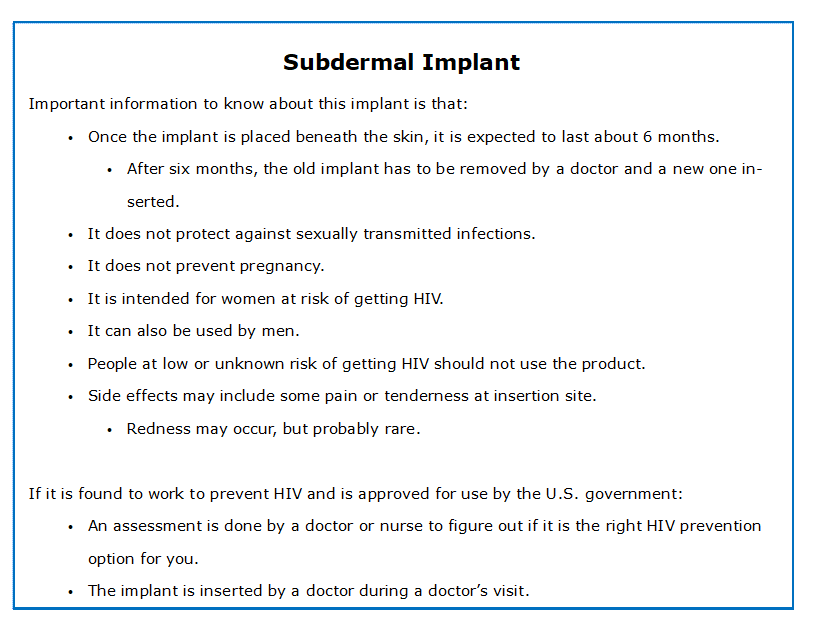 Subdermal Implant
Important information to know about this implant is that:
• Once the implant is placed beneath the skin, it is expected to last about 6 months.
• After six months, the old implant has to be removed by a doctor and a new one in-
serted.
• It does not protect against sexually transmitted infections.
• It does not prevent pregnancy.
• It is intended for women at risk of getting HIV.
• It can also be used by men.
• People at low or unknown risk of getting HIV should not use the product.
• Side effects may include some pain or tenderness at insertion site.
• Redness may occur, but probably rare.
If it is found to work to prevent HIV and is approved for use by the U.S. government:
• An assessment is done by a doctor or nurse to figure out if it is the right HIV prevention
option for you.
• The implant is inserted by a doctor during a doctor’s visit.